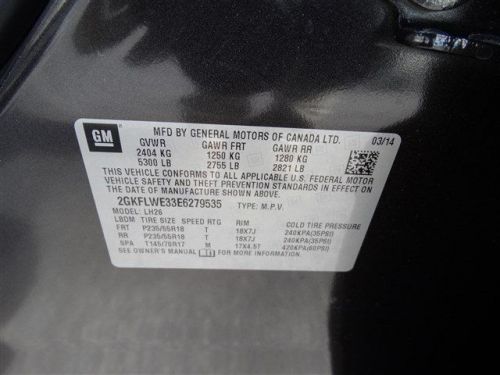 GM
MFD BY GENERAL MOTORS OF CANADA LTD. 03/14
GVWR GAWR FRT GAWR RR
2404 KG 1250 KG 1280 KG
5300 LB 2755 LB 2821 LB
THIS VEHICLE CONFORMS TO ALL APPLICABLE U.S. FEDERAL MOTOR
VEHICLE SAFETY AND THEFT PREVENTION STANDARDS IN EFFECT ON
THE DATE OF MANUFACTURE SHOWN ABOVE.
2GKFLWE33E6279535 TYPE: M.P.V.
MODEL: LH26
LBDM TIRE SIZE SPEED RTG RIM COLD TIRE PRESSURE
FRT P235/55R18 T 18X7J 240KPA(35PSI)
RR P235/55R18 T 18X7J 240KPA(35PSI)
SPA T145/70R17 M 17X4.5T 420KPA(60PSI)
SEE OWNER'S MANUAL FOR MORE INFORMATION.